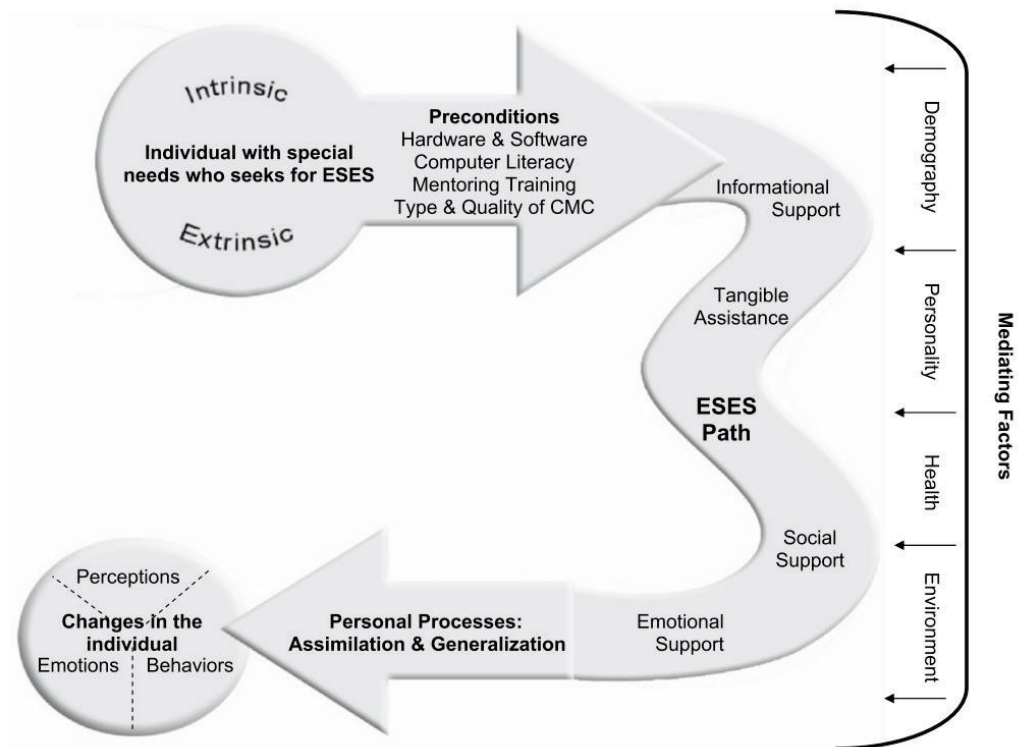 Intrinsic
Individual with special
needs who seeks for ESES
Extrinsic
Preconditions
Hardware & Software
Computer Literacy
Mentoring Training
Type & Quality of CMC
Informational
Support
Tangible
Assistance
ESES
Path
Social
Support
Emotional
Support
Personal Processes:
Assimilation & Generalization
Perceptions
Changes in the
individual
Emotions
Behaviors
Demography
Personality
Health
Environment
Mediating Factors